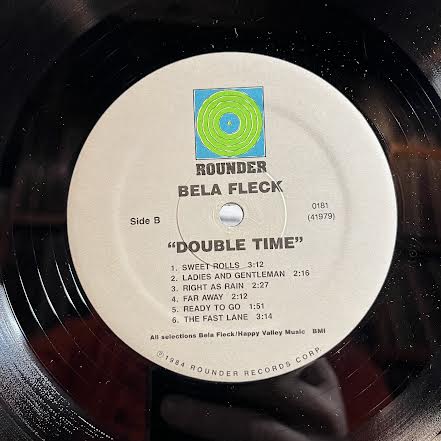 ROUNDER
BELA FLECK
Side B
0181
(41979)
"DOUBLE TIME"
1. SWEET ROLLS 3:12
2. LADIES AND GENTLEMAN 2:16
3. RIGHT AS RAIN 2:27
4. FAR AWAY 2:12
5. READY TO GO 1:51
6. THE FAST LANE 3:14
All selections Bela Fleck/Happy Valley Music BMI
Ⓟ1984 ROUNDER RECORDS CORP.